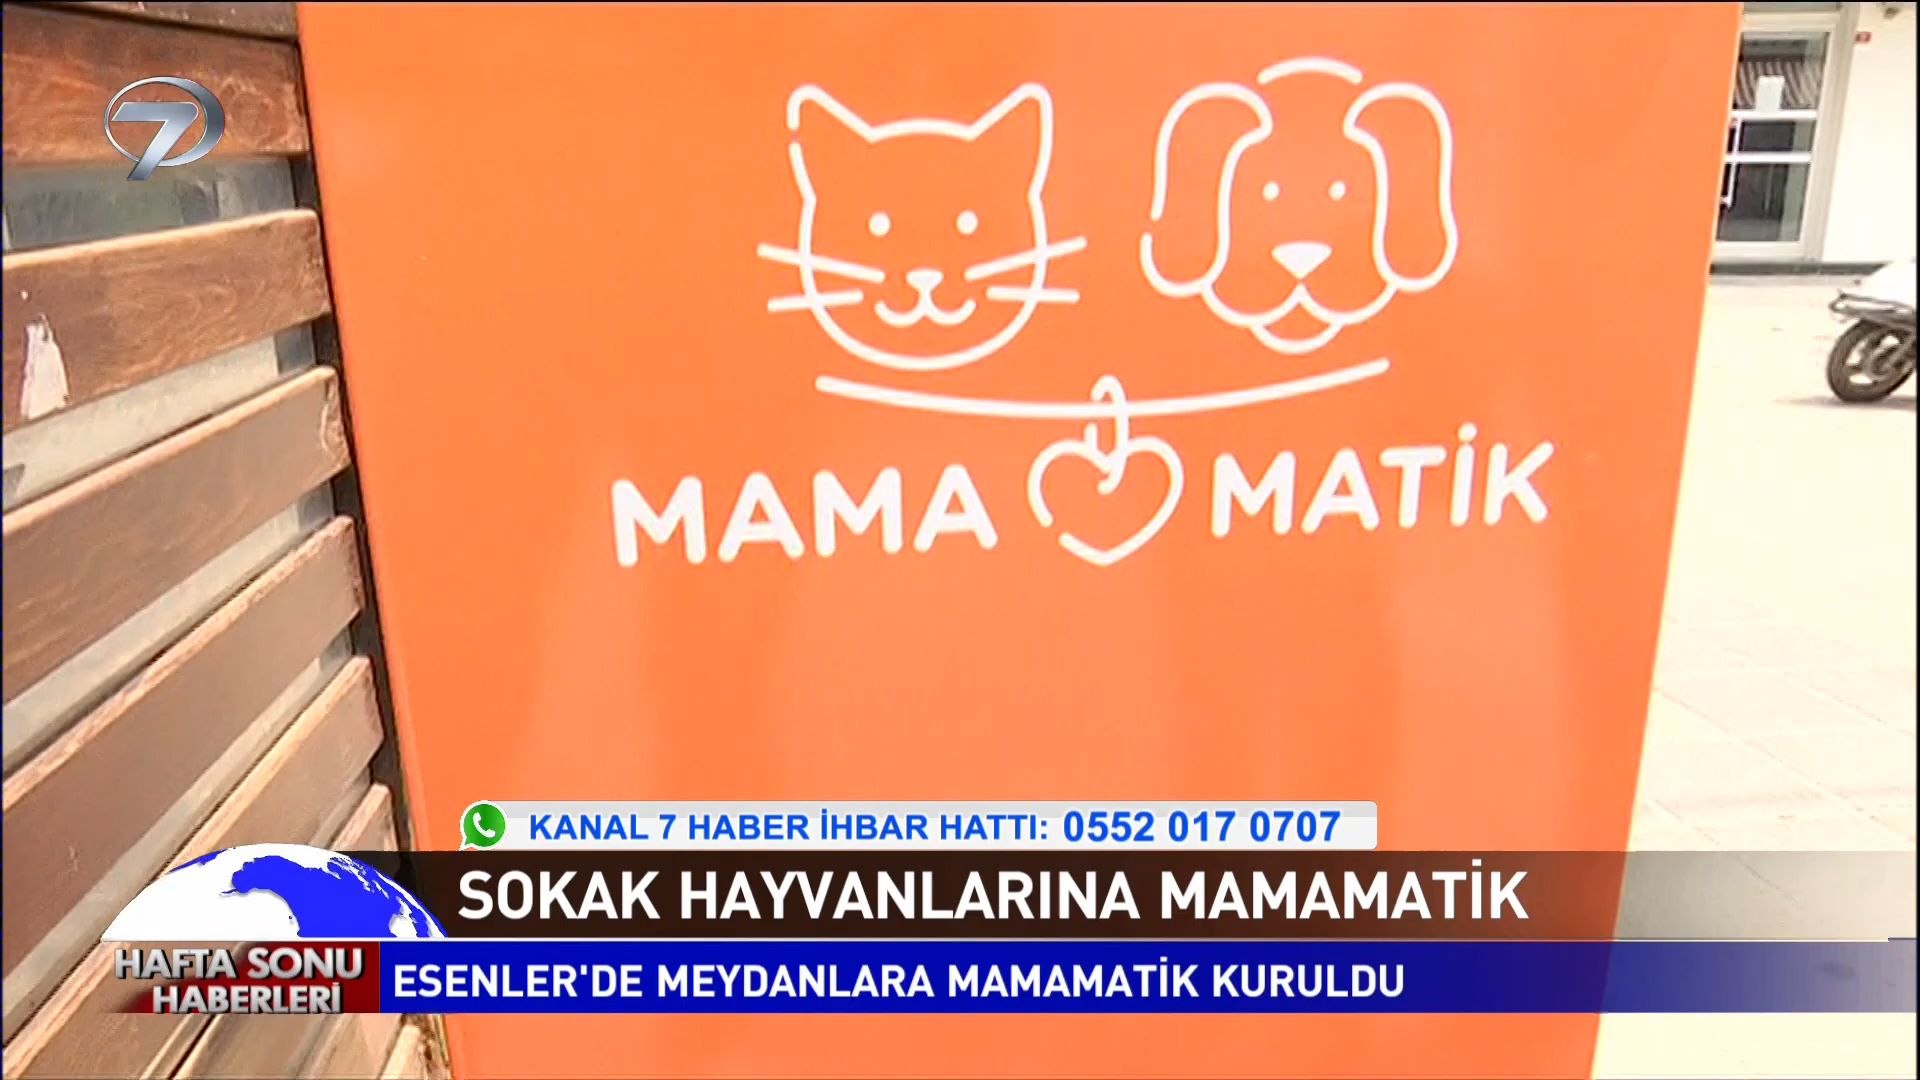 7
MAMA MATİK
KANAL 7 HABER İHBAR HATTI: 0552 017 0707
SOKAK HAYVANLARINA MAMAMATİK
HAFTA SONU
HABERLERİ
ESENLER'DE MEYDANLARA MAMAMATİK KURULDU